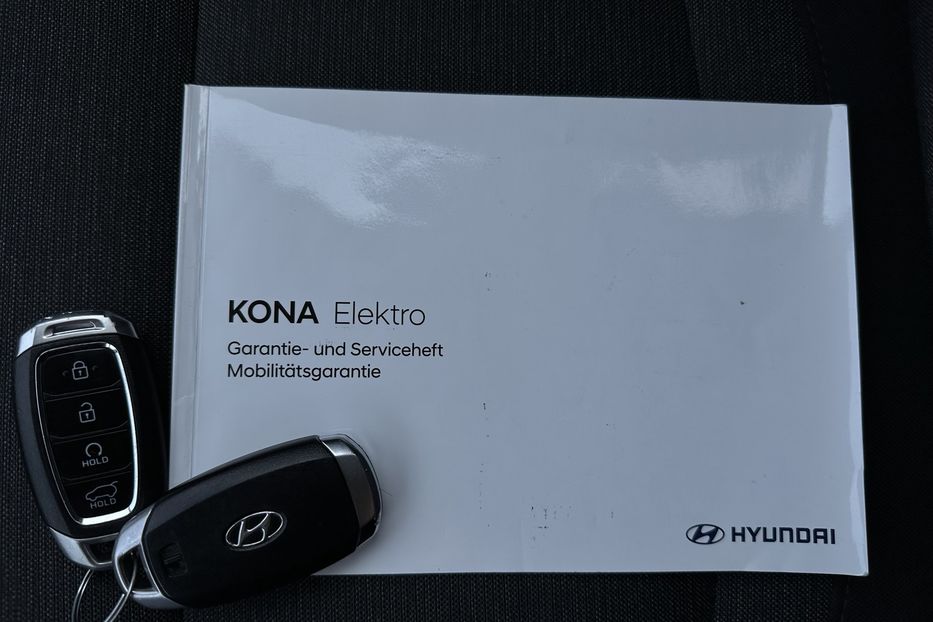 KONA Elektro
Garantie- und Serviceheft
Mobilitätsgarantie
HOLD
HOLD
HYUNDAI